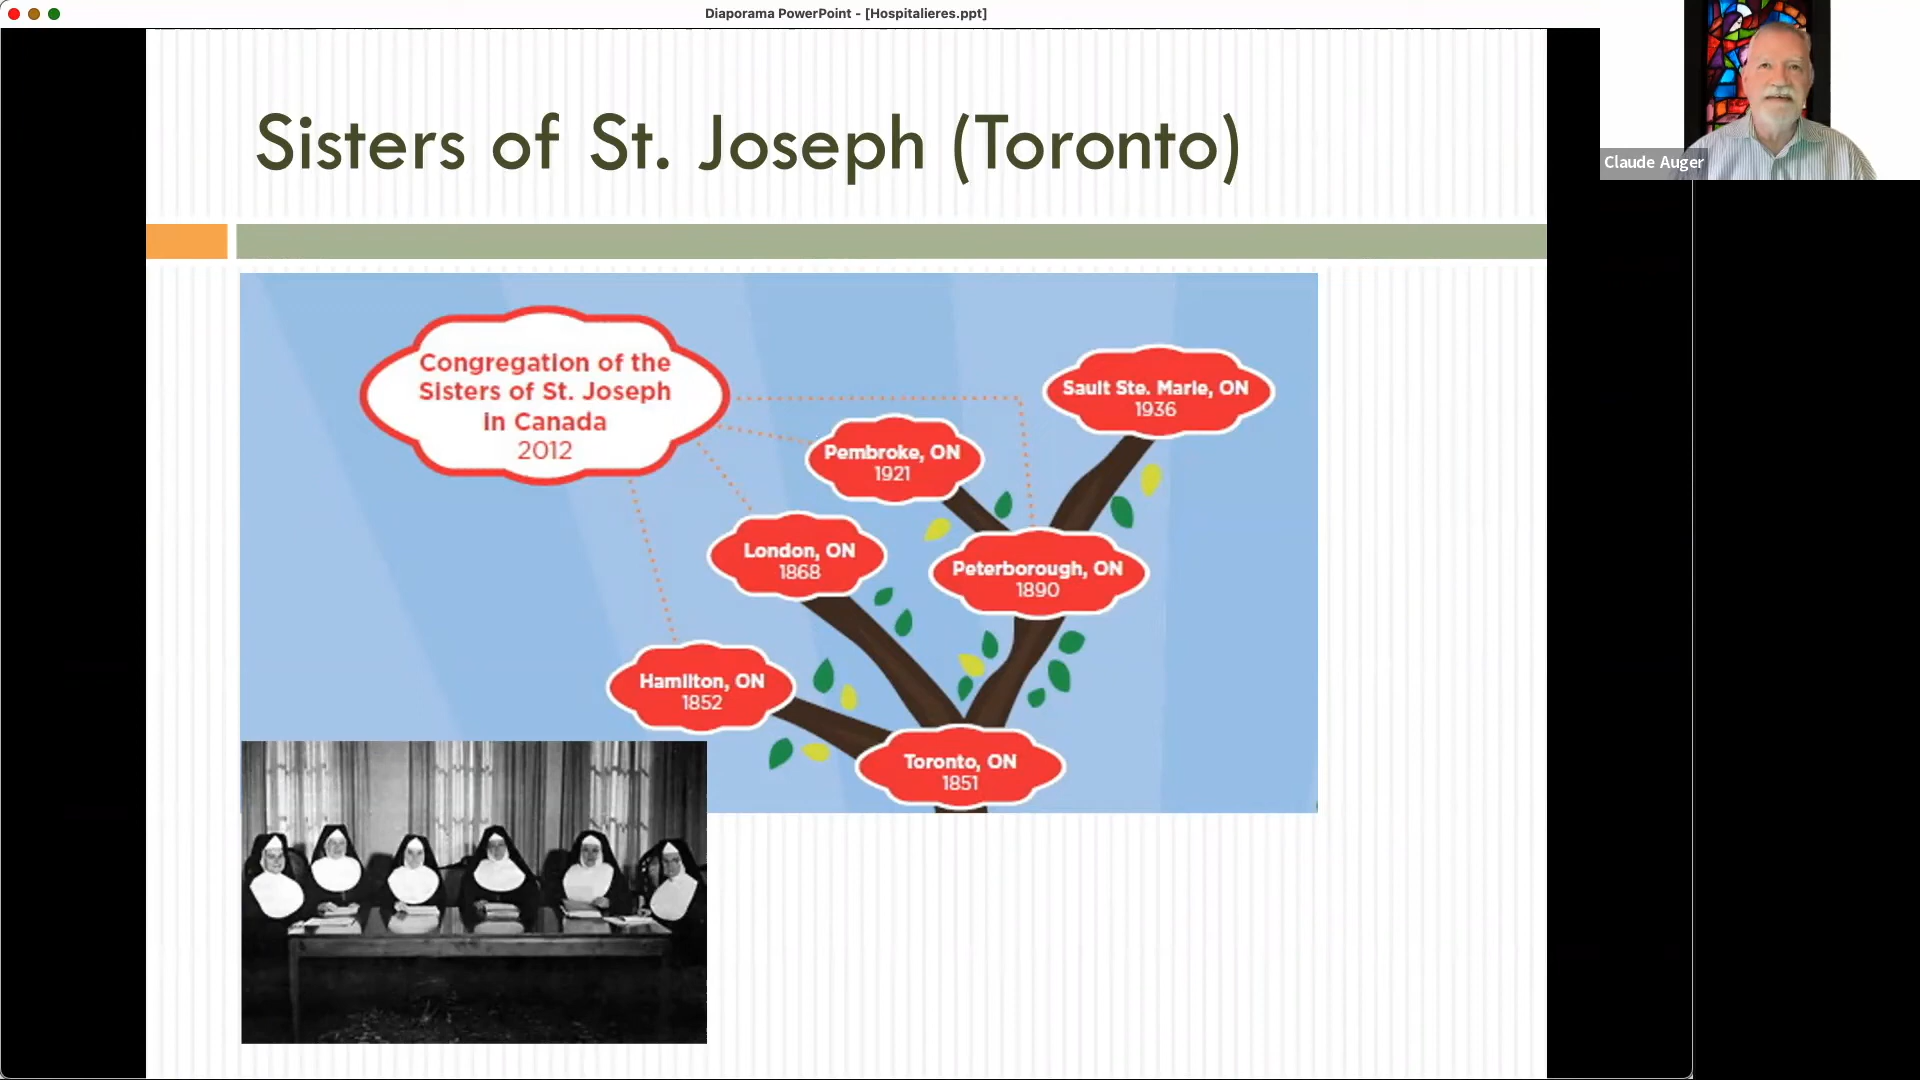 Diaporama PowerPoint - [Hospitalieres.ppt]
Claude Auger
Sisters of St. Joseph (Toronto)
Congregation of the
Sisters of St. Joseph
in Canada
2012
Sault Ste. Marie, ON
1936
Pembroke, ON
1921
London, ON
1868
Peterborough, ON
1890
Hamilton, ON
1852
Toronto, ON
1851